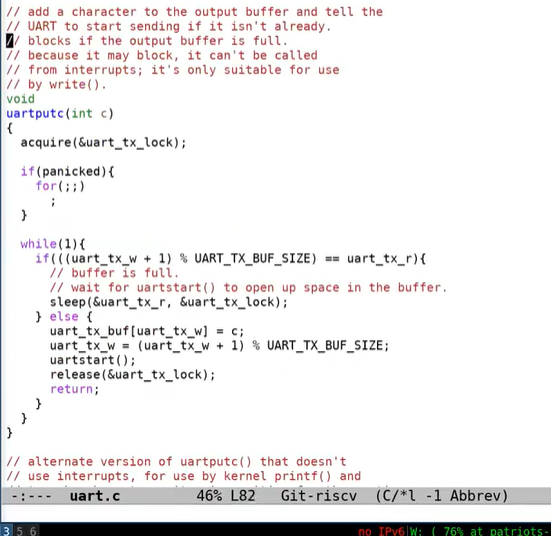 // add a character to the output buffer and tell the
// UART to start sending if it isn't already.
// blocks if the output buffer is full.
// because it may block, it can't be called
// from interrupts; it's only suitable for use
// by write().
void
uartputc(int c)
{
  acquire(&uart_tx_lock);

  if(panicked){
    for(;;)
      ;
  }

  while(1){
    if(((uart_tx_w + 1) % UART_TX_BUF_SIZE) == uart_tx_r){
      // buffer is full.
      // wait for uartstart() to open up space in the buffer.
      sleep(&uart_tx_r, &uart_tx_lock);
    } else {
      uart_tx_buf[uart_tx_w] = c;
      uart_tx_w = (uart_tx_w + 1) % UART_TX_BUF_SIZE;
      uartstart();
      release(&uart_tx_lock);
      return;
    }
  }
}

// alternate version of uartputc() that doesn't
// use interrupts, for use by kernel printf() and
-:--- uart.c 46% L82 Git-riscv (C/*l -1 Abbrev)
3 5 6 no IPv6|W: ( 76% at patriots-